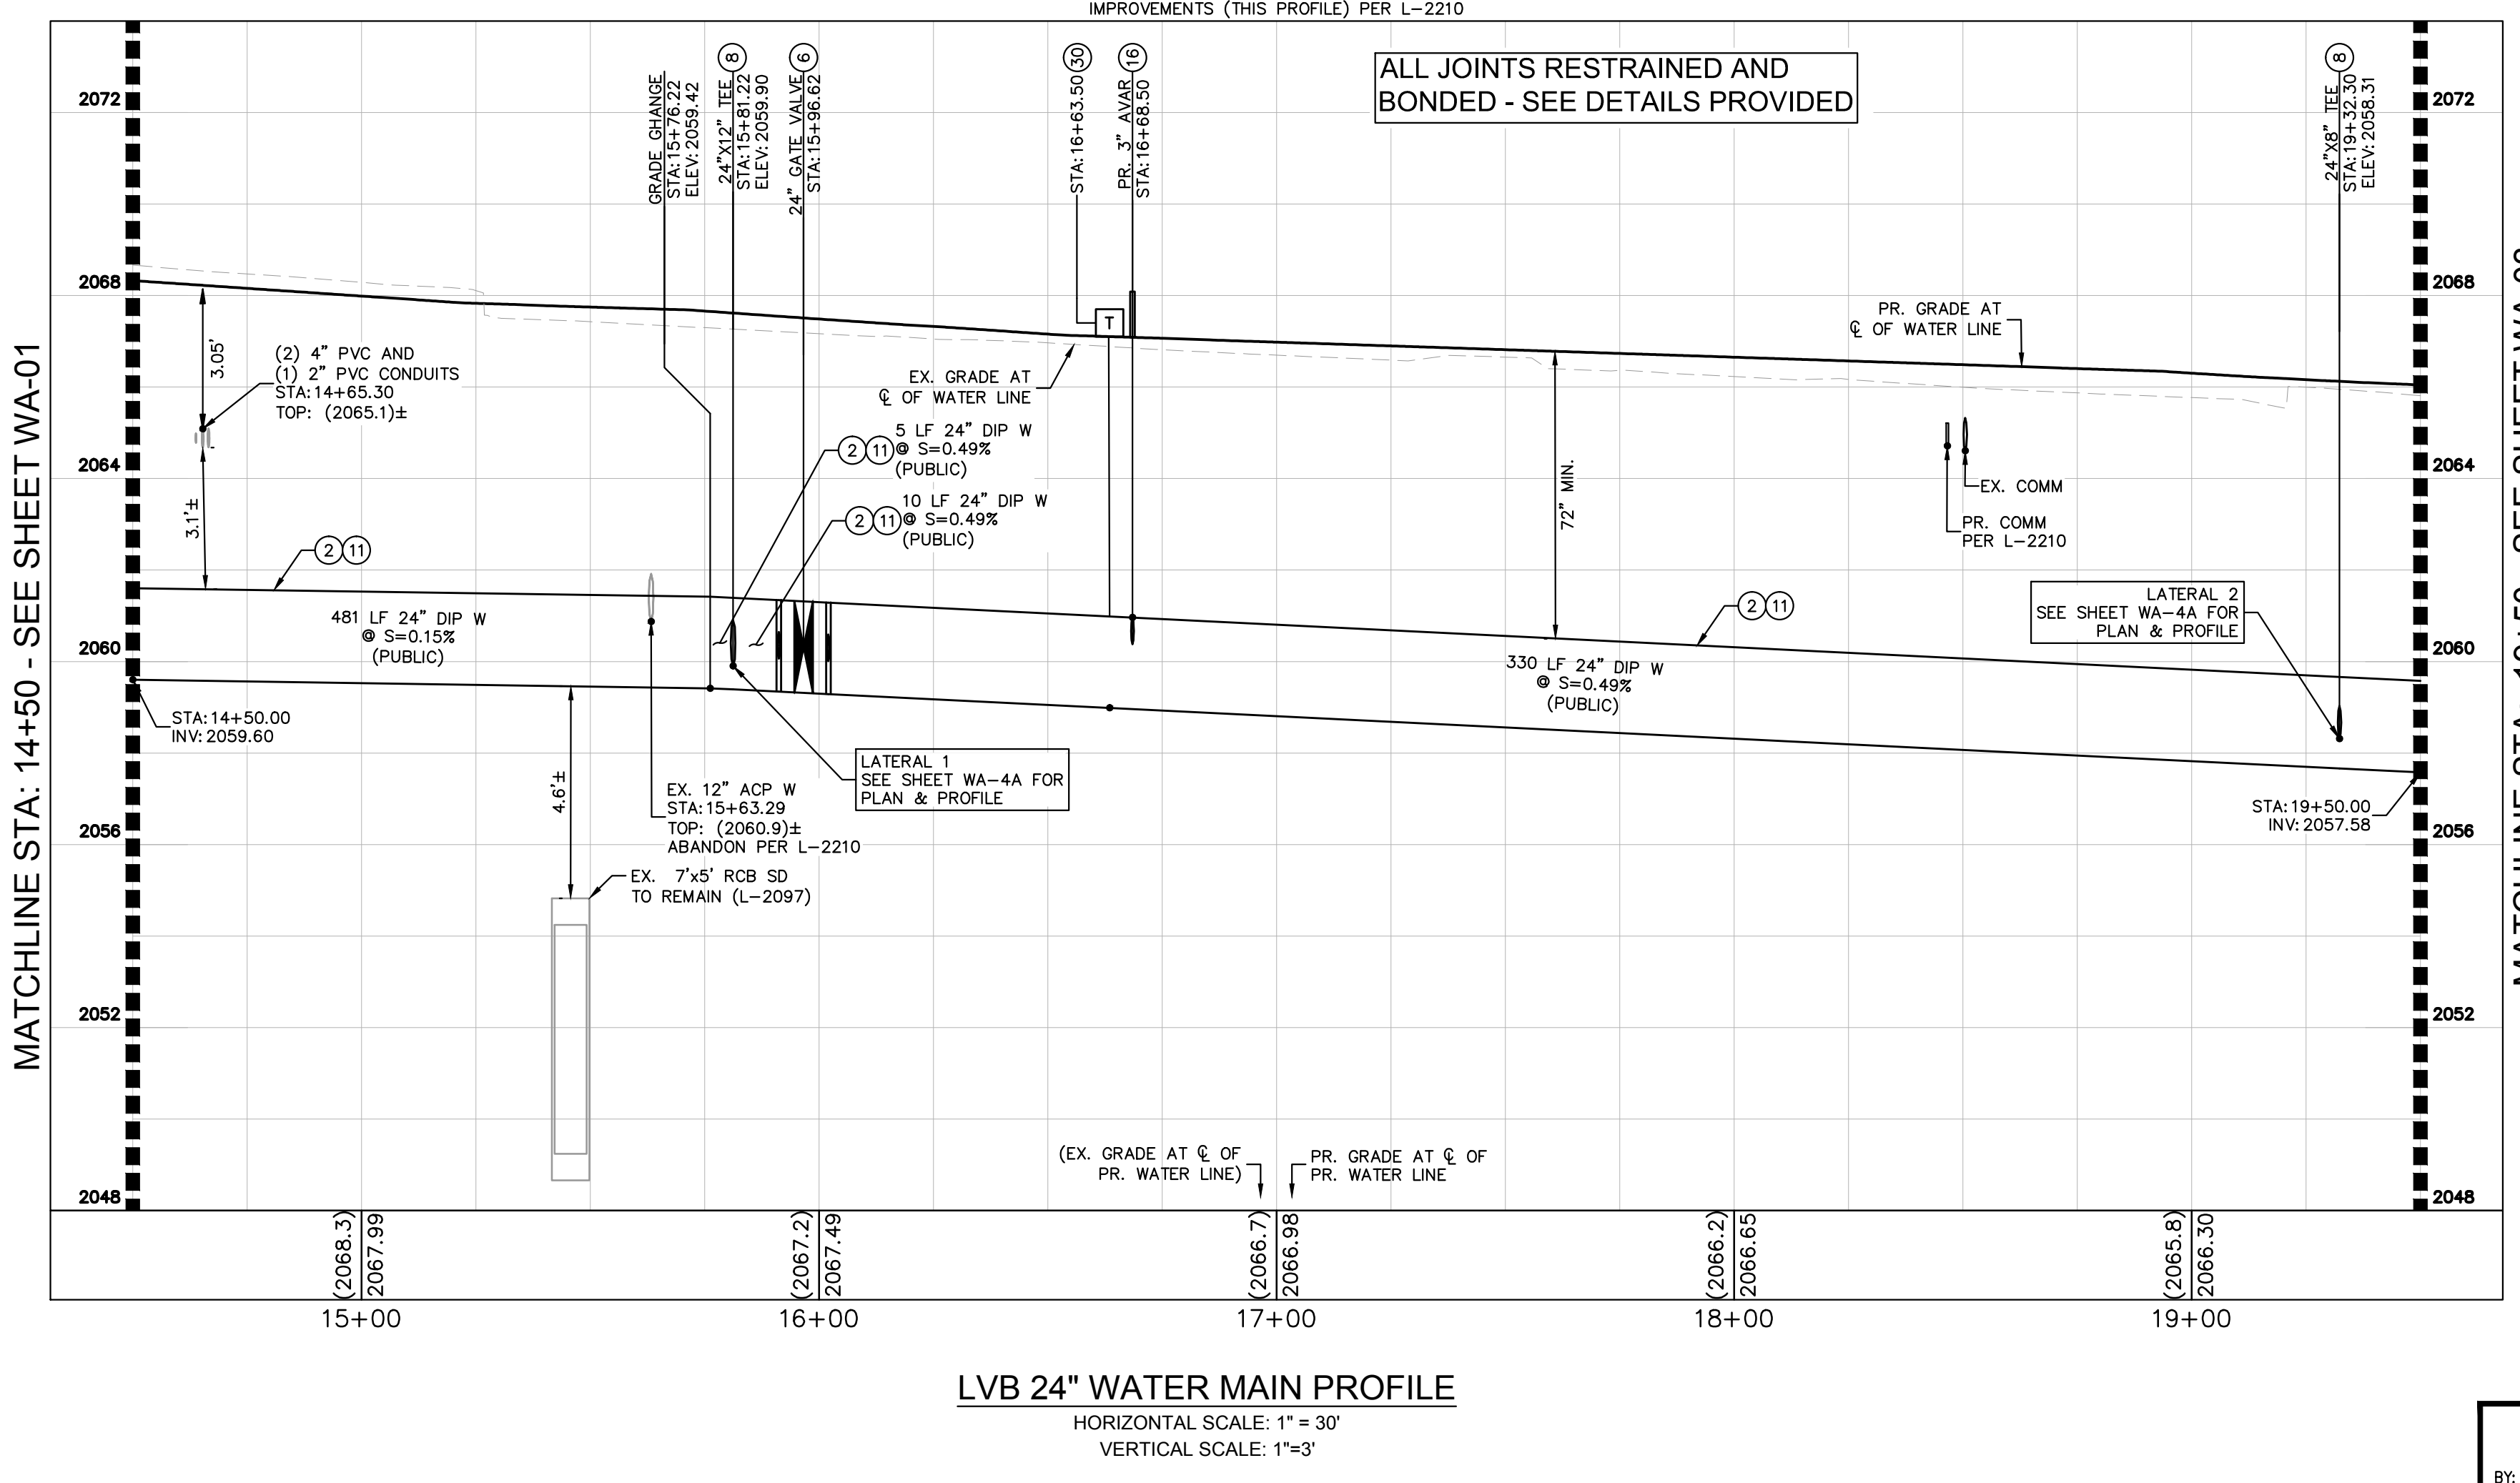 IMPROVEMENTS (THIS PROFILE) PER L-2210
MATCHLINE STA: 14+50 - SEE SHEET WA-01
2072
2068
2064
2060
2056
2052
2048
GRADE GHANGE
STA:15+76.22
ELEV:2059.42
8
24"X12" TEE
STA:15+81.22
ELEV:2059.90
6
24" GATE VALVE
STA:15+96.62
30
STA:16+63.50
16
PR. 3" AVAR
STA:16+68.50
ALL JOINTS RESTRAINED AND
BONDED - SEE DETAILS PROVIDED
8
24"X8" TEE
STA:19+32.30
ELEV:2058.31
2072
2068
2064
2060
2056
2052
2048
3.05'
(2) 4" PVC AND
(1) 2" PVC CONDUITS
STA:14+65.30
TOP: (2065.1)±
3.1'±
2 11
481 LF 24" DIP W
@ S=0.15%
(PUBLIC)
STA:14+50.00
INV:2059.60
T
EX. GRADE AT
℄ OF WATER LINE
2 11
5 LF 24" DIP W
@ S=0.49%
(PUBLIC)
2 11
10 LF 24" DIP W
@ S=0.49%
(PUBLIC)
72" MIN.
PR. GRADE AT
℄ OF WATER LINE
EX. COMM
PR. COMM
PER L-2210
2 11
LATERAL 2
SEE SHEET WA-4A FOR
PLAN & PROFILE
330 LF 24" DIP W
@ S=0.49%
(PUBLIC)
4.6'±
LATERAL 1
SEE SHEET WA-4A FOR
PLAN & PROFILE
EX. 12" ACP W
STA:15+63.29
TOP: (2060.9)±
ABANDON PER L-2210
EX. 7'x5' RCB SD
TO REMAIN (L-2097)
STA:19+50.00
INV:2057.58
(EX. GRADE AT ℄ OF
PR. WATER LINE)
PR. GRADE AT ℄ OF
PR. WATER LINE
(2068.3)
2067.99
(2067.2)
2067.49
(2066.7)
2066.98
(2066.2)
2066.65
(2065.8)
2066.30
15+00
16+00
17+00
18+00
19+00
LVB 24" WATER MAIN PROFILE
HORIZONTAL SCALE: 1" = 30'
VERTICAL SCALE: 1"=3'
BY: